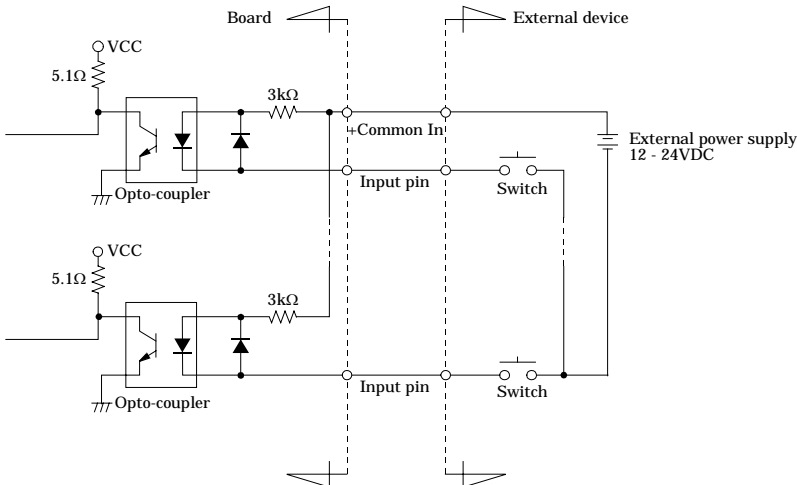 Board
External device
VCC
5.1Ω
3kΩ
+Common In
External power supply
12 - 24VDC
Input pin
Switch
Opto-coupler
VCC
5.1Ω
3kΩ
Input pin
Switch
Opto-coupler